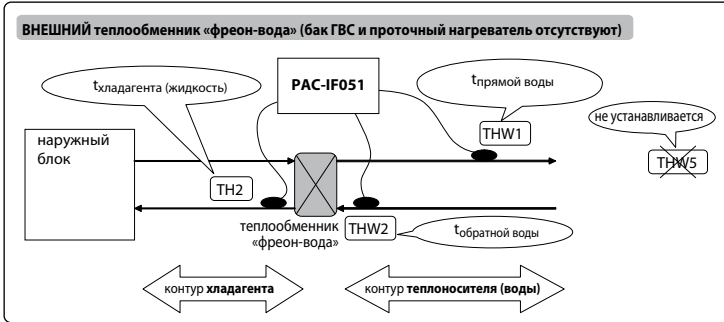 ВНЕШНИЙ теплообменник «фреон-вода» (бак ГВС и проточный нагреватель отсутствуют)
tхладагента (жидкость)
PAC-IF051
tпрямой воды
не устанавливается
наружный
блок
THW1
THW5
TH2
теплообменник
«фреон-вода»
THW2
tобратной воды
контур хладагента
контур теплоносителя (воды)